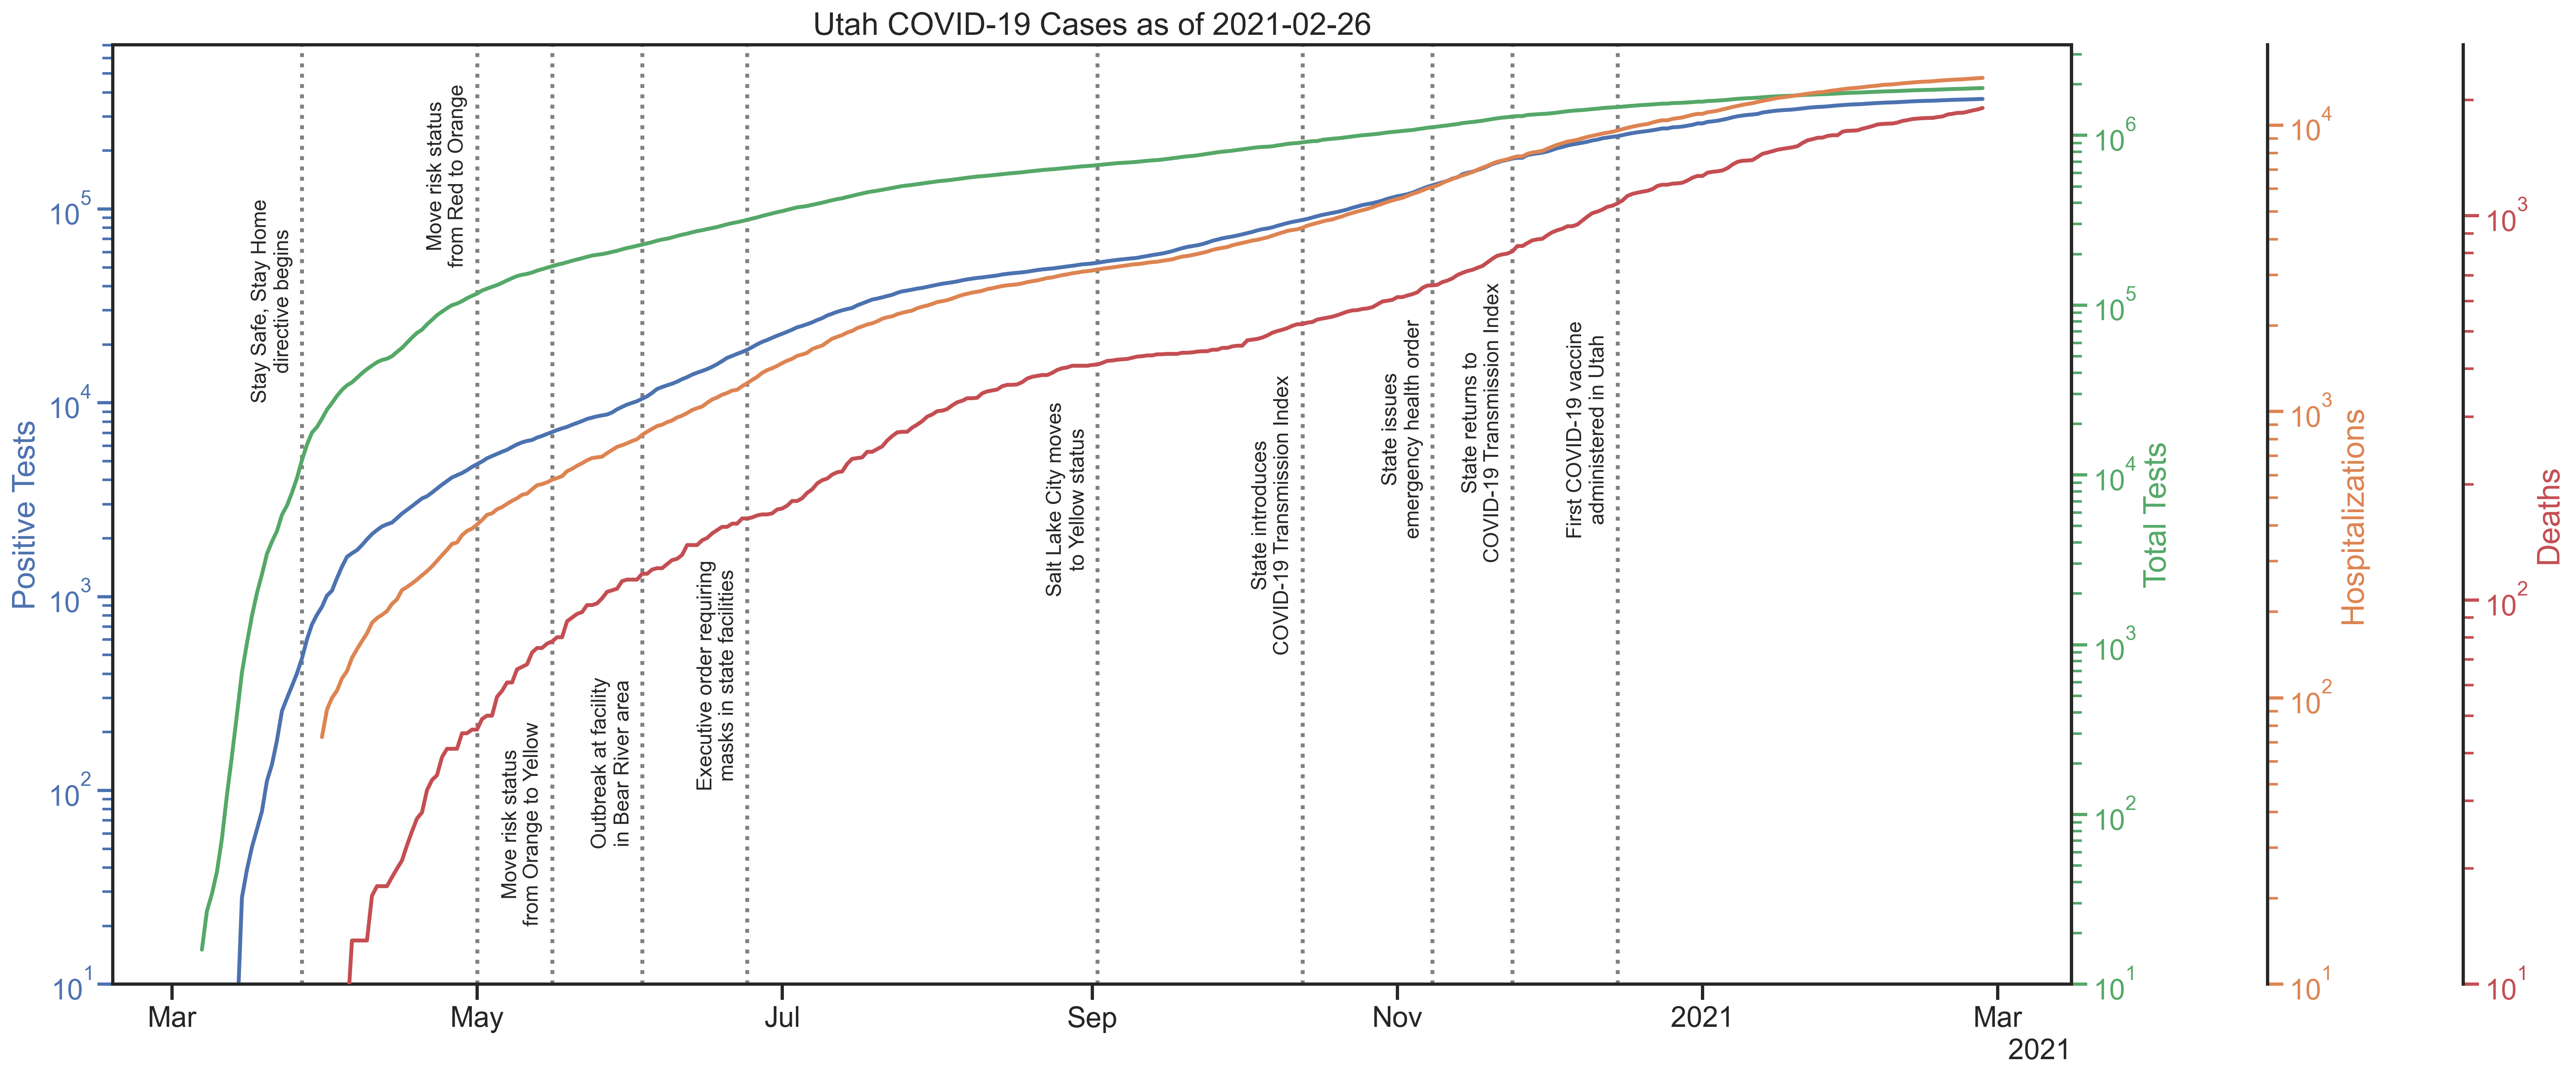 Utah COVID-19 Cases as of 2021-02-26
Positive Tests
10^5
10^4
10^3
10^2
10^1
Stay Safe, Stay Home
directive begins
Move risk status
from Red to Orange
Move risk status
from Orange to Yellow
Outbreak at facility
in Bear River area
Executive order requiring
masks in state facilities
Salt Lake City moves
to Yellow status
State introduces
COVID-19 Transmission Index
State issues
emergency health order
State returns to
COVID-19 Transmission Index
First COVID-19 vaccine
administered in Utah
10^6
10^5
10^4
10^3
10^2
10^1
Total Tests
10^4
10^3
10^2
10^1
Hospitalizations
10^3
10^2
10^1
Deaths
Mar
May
Jul
Sep
Nov
2021
Mar
2021